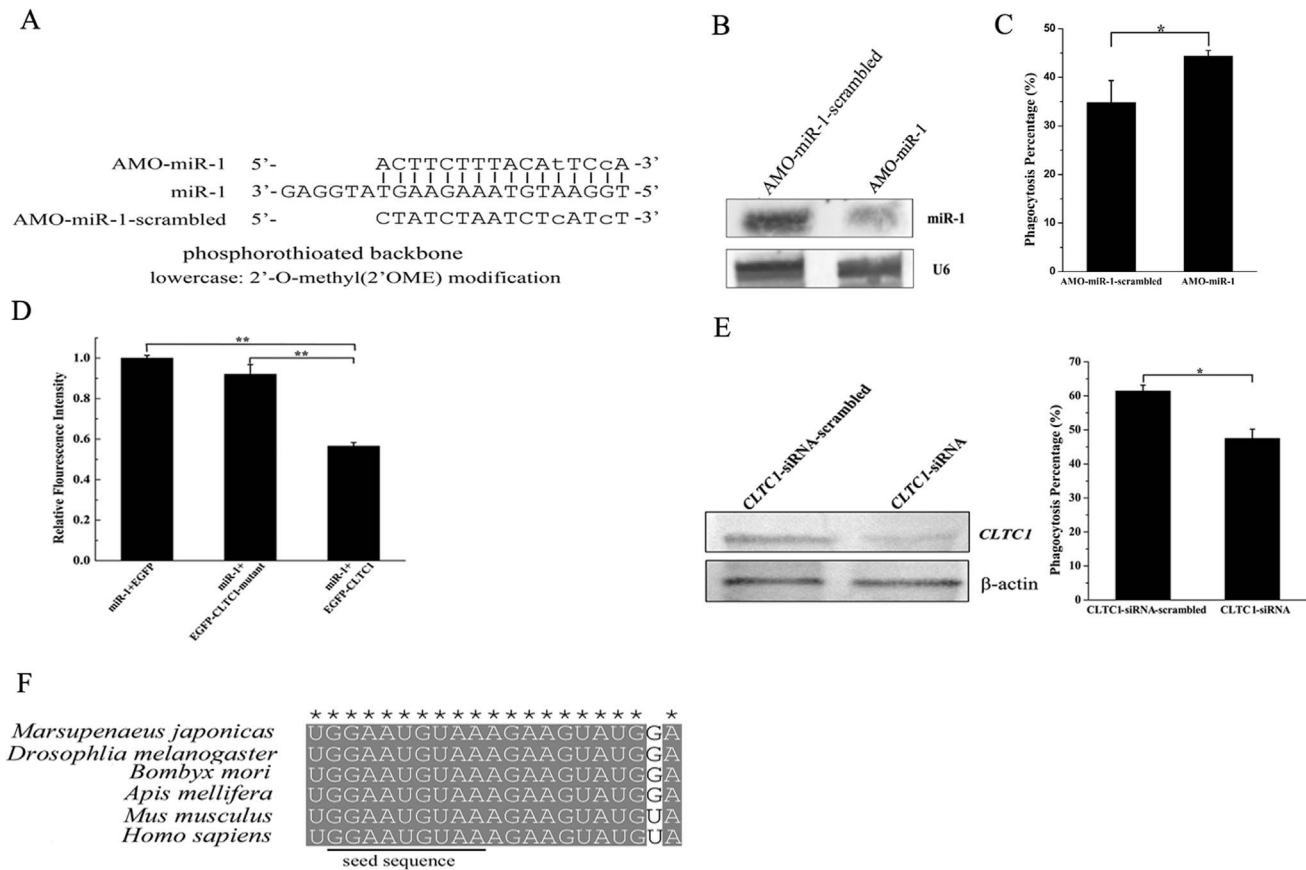 A
AMO-miR-1 5’- ACTTCTTTACAtTCcA -3’
miR-1 3’-GAGGTATGAAGAAATGTAAGGT-5’
AMO-miR-1-scrambled 5’- CTATCTAATCTcATcT -3’
phosphorothioated backbone
lowercase: 2’-O-methyl(2’OME) modification
B
AMO-miR-1-scrambled
AMO-miR-1
miR-1
U6
C
Phagocytosis Percentage (%)
50
40
30
20
10
0
*
AMO-miR-1-scrambled AMO-miR-1
D
Relative Flourescence Intensity
1.0
0.8
0.6
0.4
0.2
0.0
**
**
miR-1+EGFP
miR-1+
EGFP-CLTC1-mutant
miR-1+
EGFP-CLTC1
E
CLTC1-siRNA-scrambled
CLTC1-siRNA
CLTC1
β-actin
Phagocytosis Percentage (%)
70
60
50
40
30
20
10
0
*
CLTC1-siRNA-scrambled CLTC1-siRNA
F
******************** *
Marsupenaeus japonicas UGGAAUGUAAAGAAGUAUGGA
Drosophlia melanogaster UGGAAUGUAAAGAAGUAUGGA
Bombyx mori UGGAAUGUAAAGAAGUAUGGA
Apis mellifera UGGAAUGUAAAGAAGUAUGGA
Mus musculus UGGAAUGUAAAGAAGUAUGUA
Homo sapiens UGGAAUGUAAAGAAGUAUGUA
seed sequence